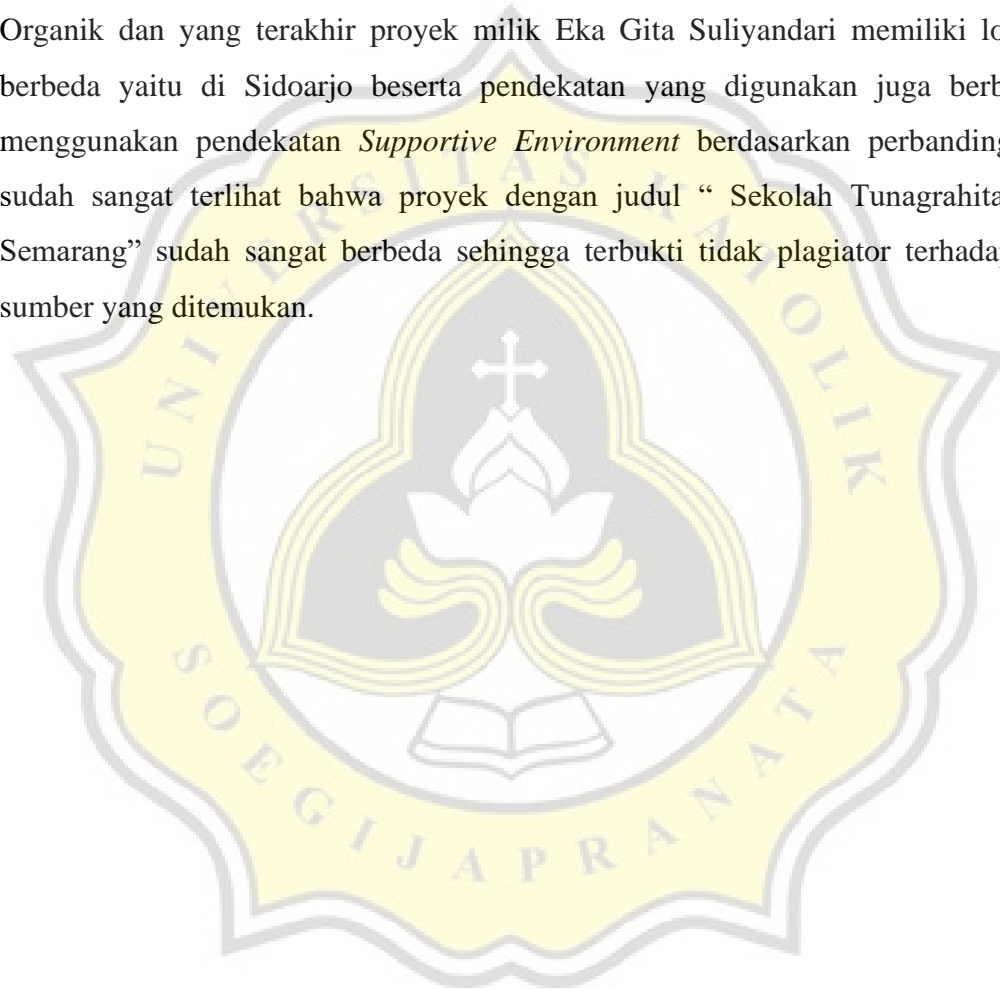 Organik dan yang terakhir proyek milik Eka Gita Suliyandari memiliki lo
berbeda yaitu di Sidoarjo beserta pendekatan yang digunakan juga berb
menggunakan pendekatan Supportive Environment berdasarkan perbanding
sudah sangat terlihat bahwa proyek dengan judul “ Sekolah Tunagrahita
Semarang” sudah sangat berbeda sehingga terbukti tidak plagiator terhada
sumber yang ditemukan.
UNIVERSITAS KATOLIK
SOEGIJAPRANATA